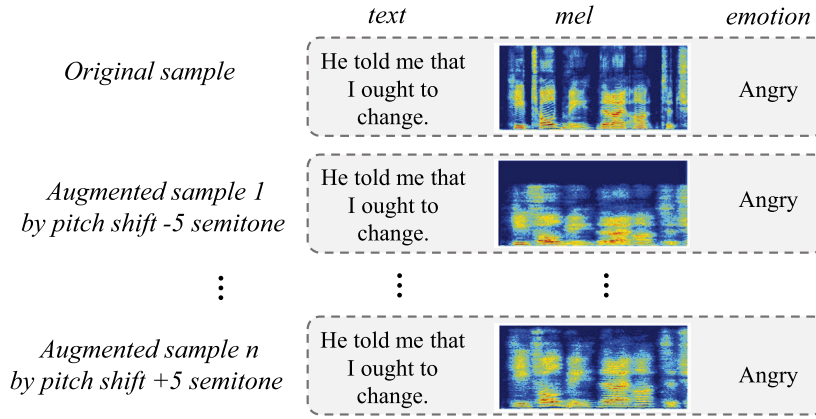 text mel emotion
Original sample
He told me that
I ought to
change.
Angry
Augmented sample 1
by pitch shift -5 semitone
He told me that
I ought to
change.
Angry
Augmented sample n
by pitch shift +5 semitone
He told me that
I ought to
change.
Angry